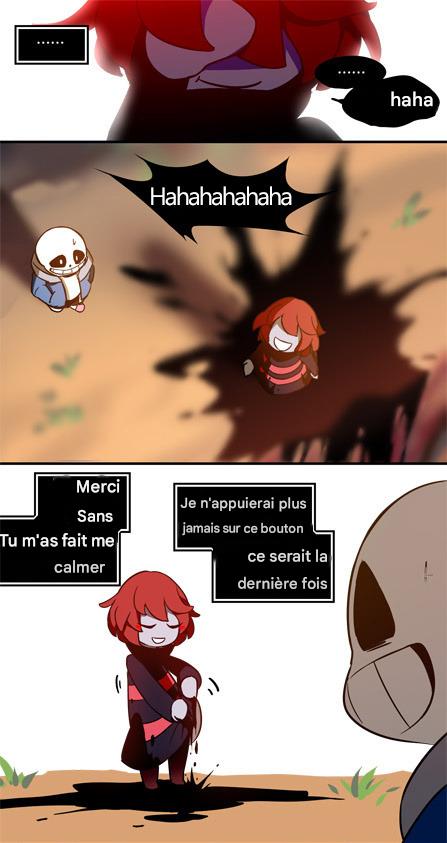 ......
......
haha
Hahahahahaha
Merci
Sans
Tu m'as fait me
calmer
Je n'appuierai plus
jamais sur ce bouton
ce serait la
dernière fois